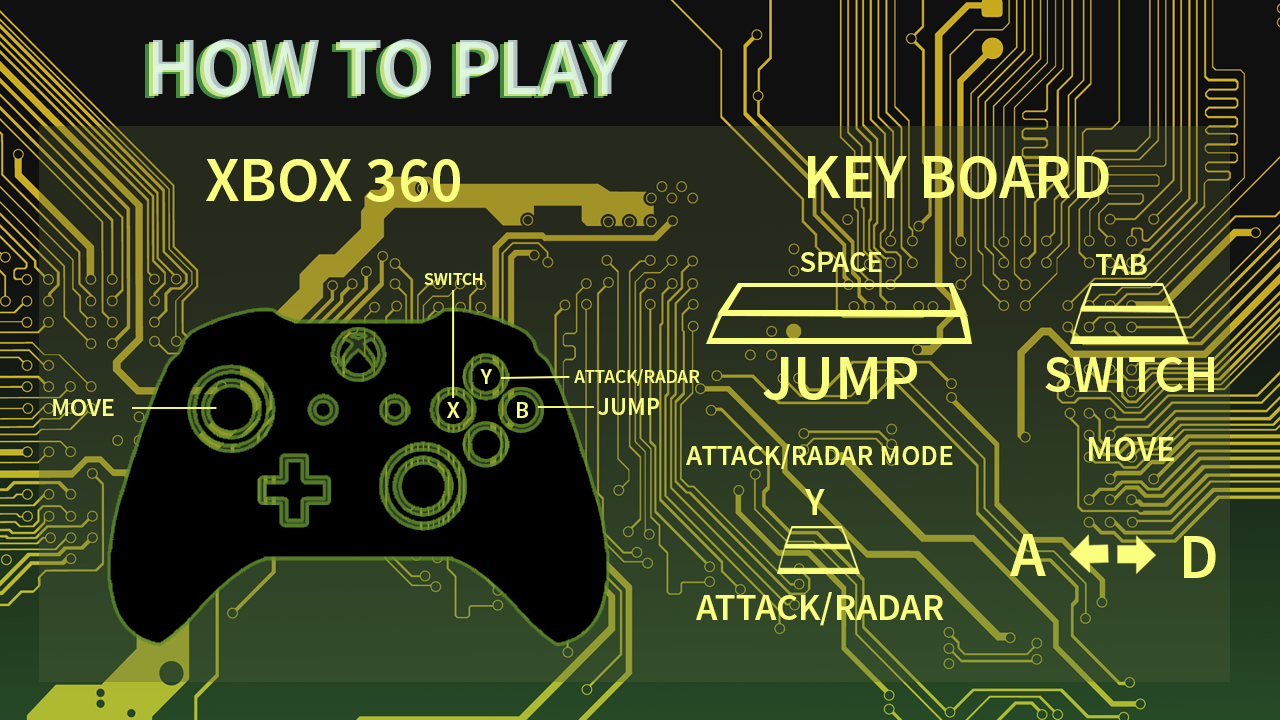 HOW TO PLAY
XBOX 360
SWITCH
Y
ATTACK/RADAR
MOVE
X
B
JUMP
KEY BOARD
SPACE
JUMP
TAB
SWITCH
ATTACK/RADAR MODE
Y
ATTACK/RADAR
MOVE
A
D